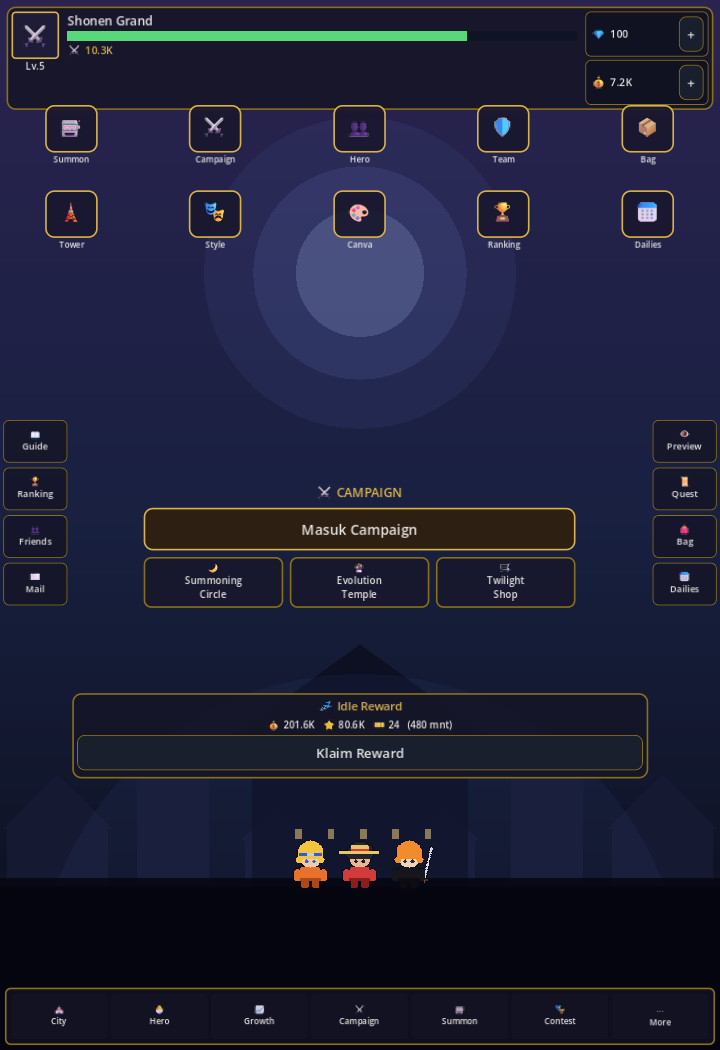 Shonen Grand
10.3K
Lv.5
100
+
7.2K
+
Summon
Campaign
Hero
Team
Bag
Tower
Style
Canva
Ranking
Dailies
Guide
Ranking
Friends
Mail
Preview
Quest
Bag
Dailies
CAMPAIGN
Masuk Campaign
Summoning
Circle
Evolution
Temple
Twilight
Shop
Idle Reward
201.6K 80.6K 24 (480 mnt)
Klaim Reward
City
Hero
Growth
Campaign
Summon
Contest
...
More